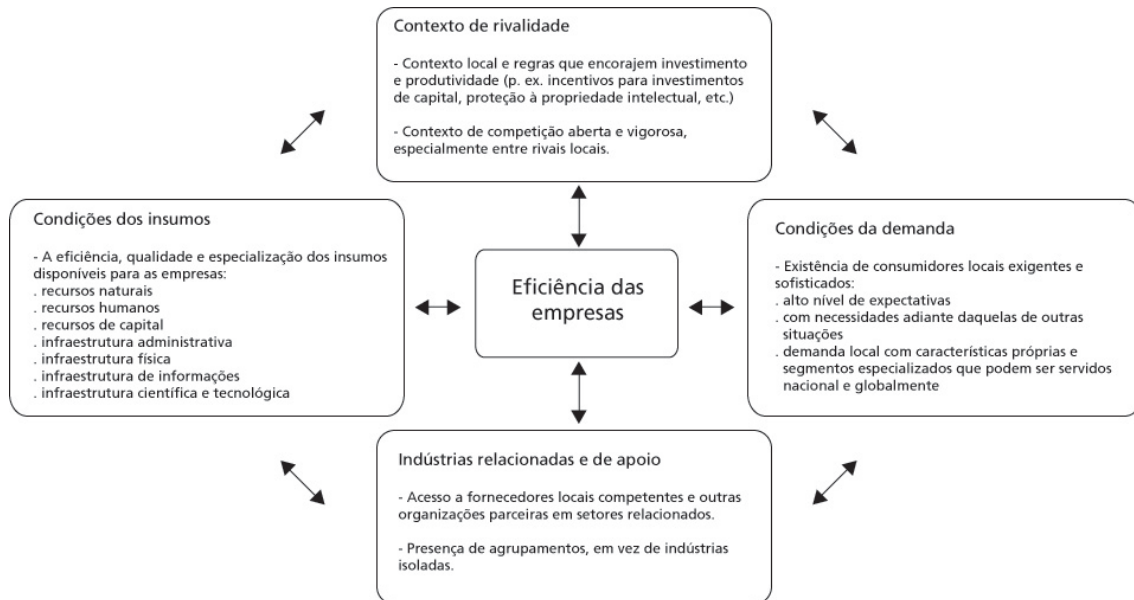 Contexto de rivalidade
- Contexto local e regras que encorajem investimento
e produtividade (p. ex. incentivos para investimentos
de capital, proteção à propriedade intelectual, etc.)
- Contexto de competição aberta e vigorosa,
especialmente entre rivais locais.
Condições dos insumos
- A eficiência, qualidade e especialização dos insumos
disponíveis para as empresas:
. recursos naturais
. recursos humanos
. recursos de capital
. infraestrutura administrativa
. infraestrutura física
. infraestrutura de informações
. infraestrutura científica e tecnológica
Eficiência das
empresas
Condições da demanda
- Existência de consumidores locais exigentes e
sofisticados:
. alto nível de expectativas
. com necessidades adiante daquelas de outras
situações
. demanda local com características próprias e
segmentos especializados que podem ser servidos
nacional e globalmente
Indústrias relacionadas e de apoio
- Acesso a fornecedores locais competentes e outras
organizações parceiras em setores relacionados.
- Presença de agrupamentos, em vez de indústrias
isoladas.